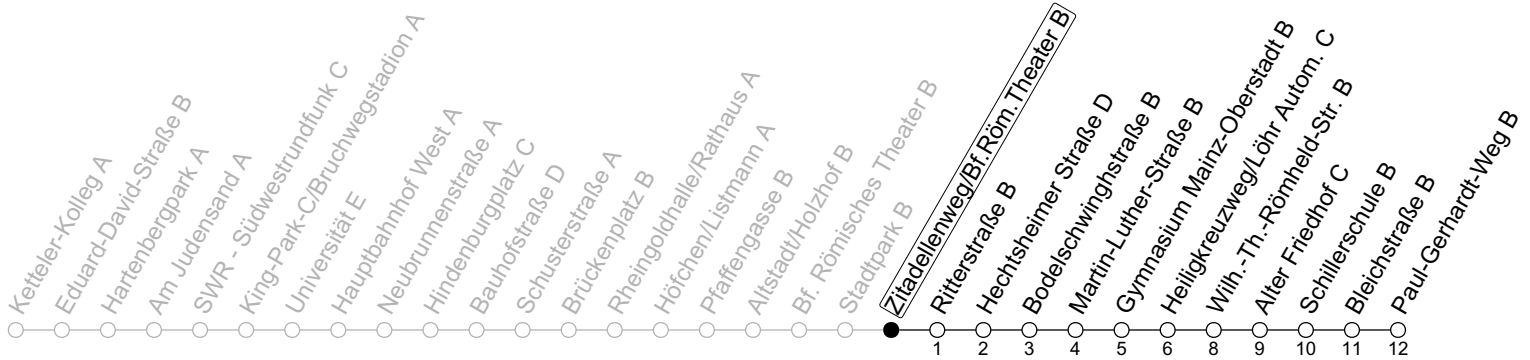 Ketteler-Kolleg A
Eduard-David-Straße B
Hartenbergpark A
Am Judensand A
SWR - Südwestrundfunk C
King-Park-C/Bruchwegstadion A
Universität E
Hauptbahnhof West A
Neubrunnenstraße A
Hindenburgplatz C
Bauhofstraße D
Schusterstraße A
Brückenplatz B
Rheingoldhalle/Rathaus A
Höfchen/Listmann A
Pfaffengasse B
Altstadt/Holzhof B
Bf. Römisches Theater B
Stadtpark B
Zitadellenweg/Bf.Röm.Theater B
Ritterstraße B
Hechtsheimer Straße D
Bodelschwinghstraße B
Martin-Luther-Straße B
Gymnasium Mainz-Oberstadt B
Heiligkreuzweg/Löhr Autom. C
Wilh.-Th.-Römheld-Str. B
Alter Friedhof C
Schillerschule B
Bleichstraße B
Paul-Gerhardt-Weg B
1 2 3 4 5 6 8 9 10 11 12